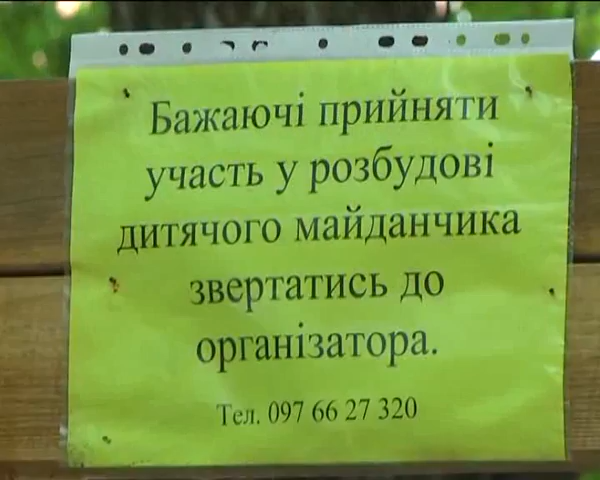 Бажаючі прийняти
участь у розбудові
дитячого майданчика
звертатись до
організатора.
Тел. 097 66 27 320